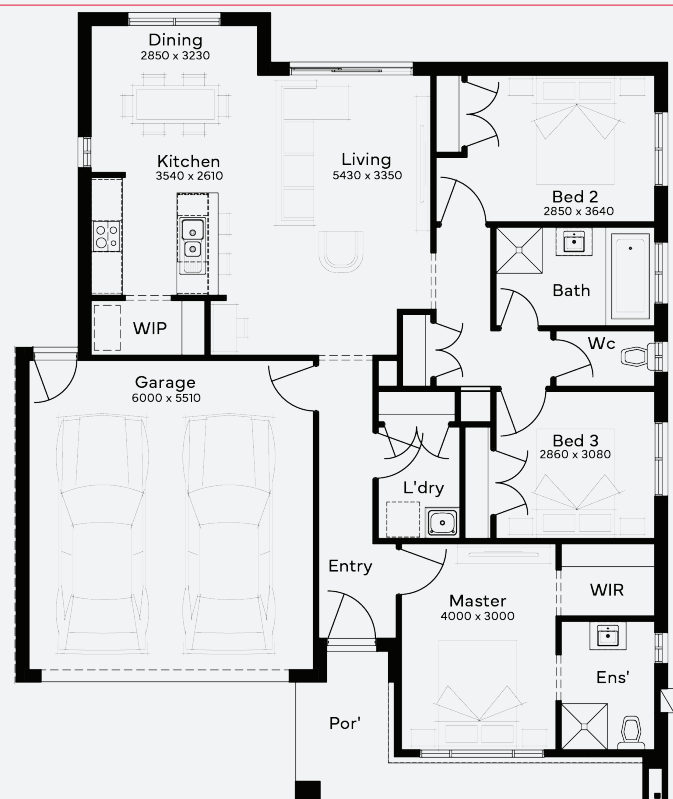 Dining
2850 x 3230
Kitchen
3540 x 2610
Living
5430 x 3350
Bed 2
2850 x 3640
Bath
WIP
Wc
Garage
6000 x 5510
Bed 3
2860 x 3080
L'dry
Entry
Master
4000 x 3000
WIR
Ens'
Por'